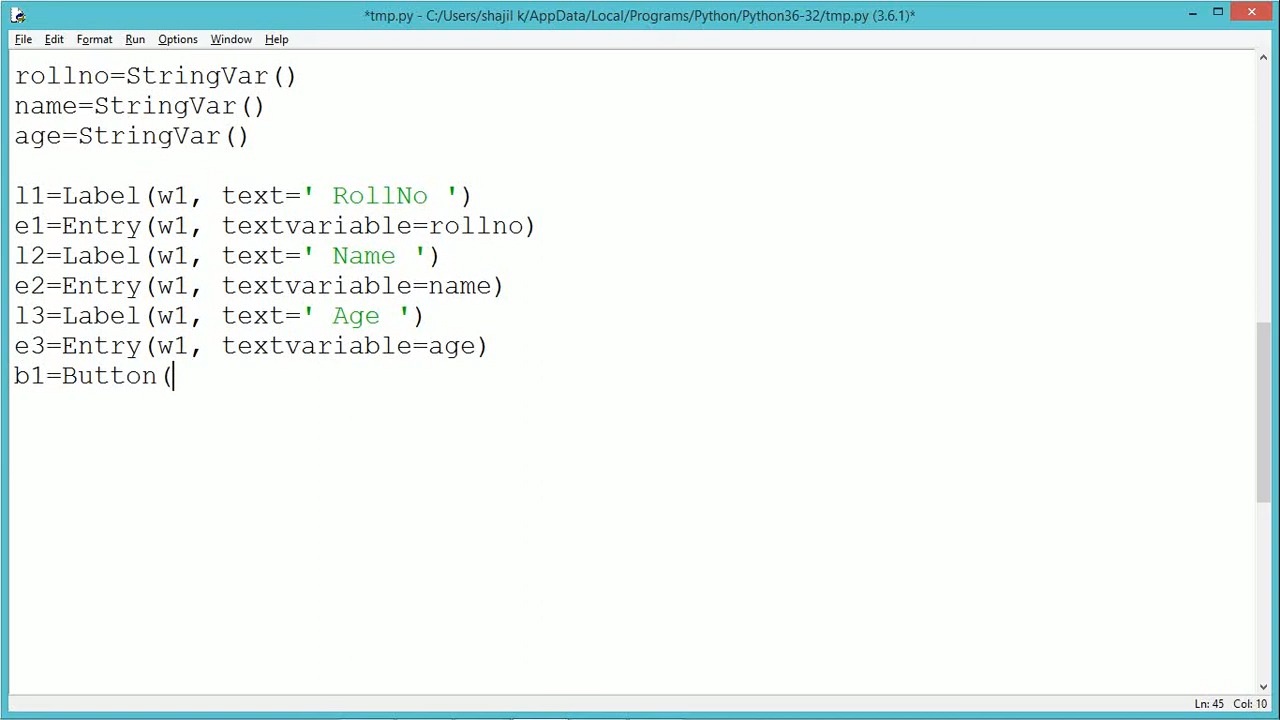 *tmp.py - C:/Users/shajil k/AppData/Local/Programs/Python/Python36-32/tmp.py (3.6.1)*
File Edit Format Run Options Window Help
rollno=StringVar()
name=StringVar()
age=StringVar()
l1=Label(w1, text=' RollNo ')
e1=Entry(w1, textvariable=rollno)
l2=Label(w1, text=' Name ')
e2=Entry(w1, textvariable=name)
l3=Label(w1, text=' Age ')
e3=Entry(w1, textvariable=age)
b1=Button(
Ln: 45 Col: 10